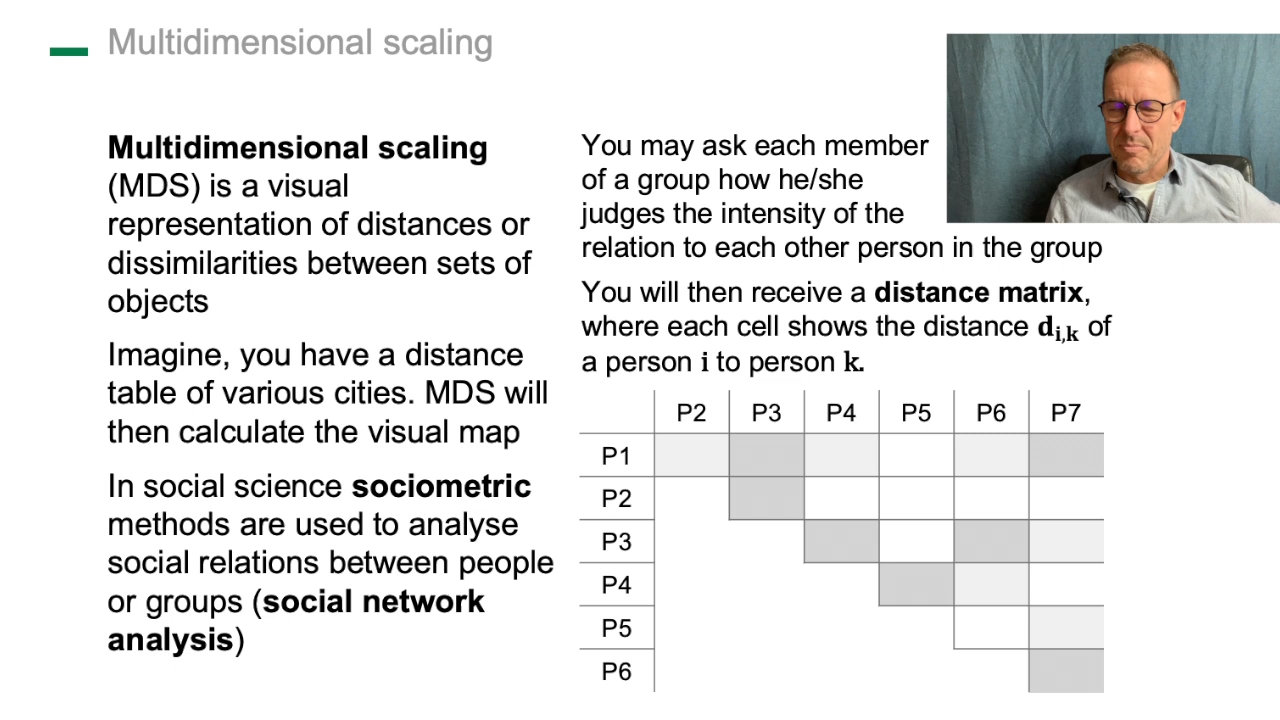 Multidimensional scaling
Multidimensional scaling
(MDS) is a visual
representation of distances or
dissimilarities between sets of
objects
Imagine, you have a distance
table of various cities. MDS will
then calculate the visual map
In social science sociometric
methods are used to analyse
social relations between people
or groups (social network
analysis)
You may ask each member
of a group how he/she
judges the intensity of the
relation to each other person in the group
You will then receive a distance matrix,
where each cell shows the distance d_{i,k} of
a person i to person k.
P2 P3 P4 P5 P6 P7
P1
P2
P3
P4
P5
P6